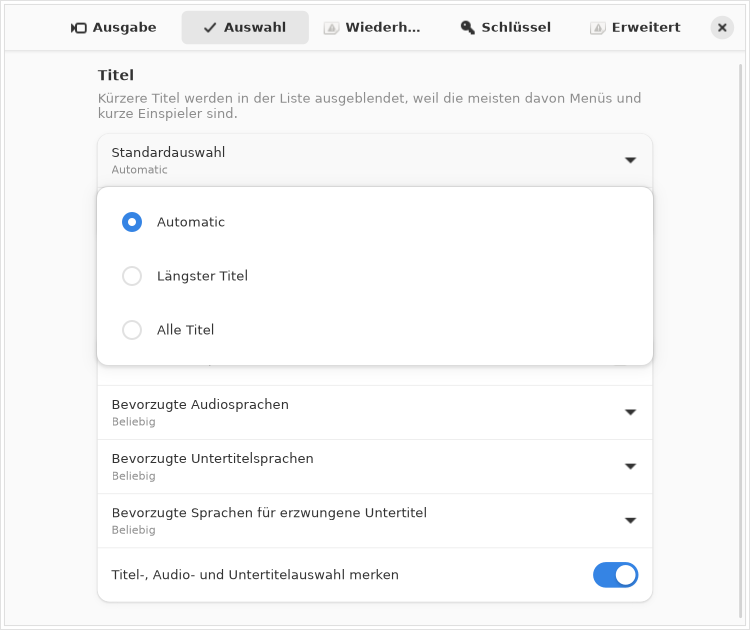 Ausgabe
Auswahl
Wiederh…
Schlüssel
Erweitert
Titel
Kürzere Titel werden in der Liste ausgeblendet, weil die meisten davon Menüs und
kurze Einspieler sind.
Standardauswahl
Automatic
Automatic
Längster Titel
Alle Titel
Bevorzugte Audiosprachen
Beliebig
Bevorzugte Untertitelsprachen
Beliebig
Bevorzugte Sprachen für erzwungene Untertitel
Beliebig
Titel-, Audio- und Untertitelauswahl merken